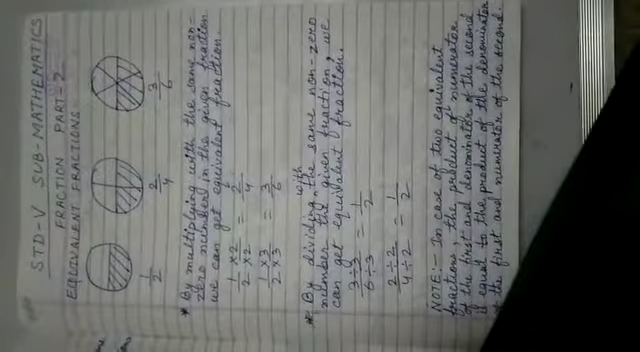 STD-V SUB-MATHEMATICS
FRACTION PART-2
EQUIVALENT FRACTIONS:-
1/2 2/4 3/6
* By multiplying with the same non-
zero number in the given fraction
we can get equivalent fraction.
1×2/2×2 = 2/4
1×3/2×3 = 3/6
* By dividing with the same non-zero
number the given fraction, we
can get equivalent fraction.
3÷3/6÷3 = 1/2
2÷2/4÷2 = 1/2
NOTE:- In case of two equivalent
fractions, the product of numerator
of the first and denominator of the second
is equal to the product of the denominator
of the first and numerator of the second.